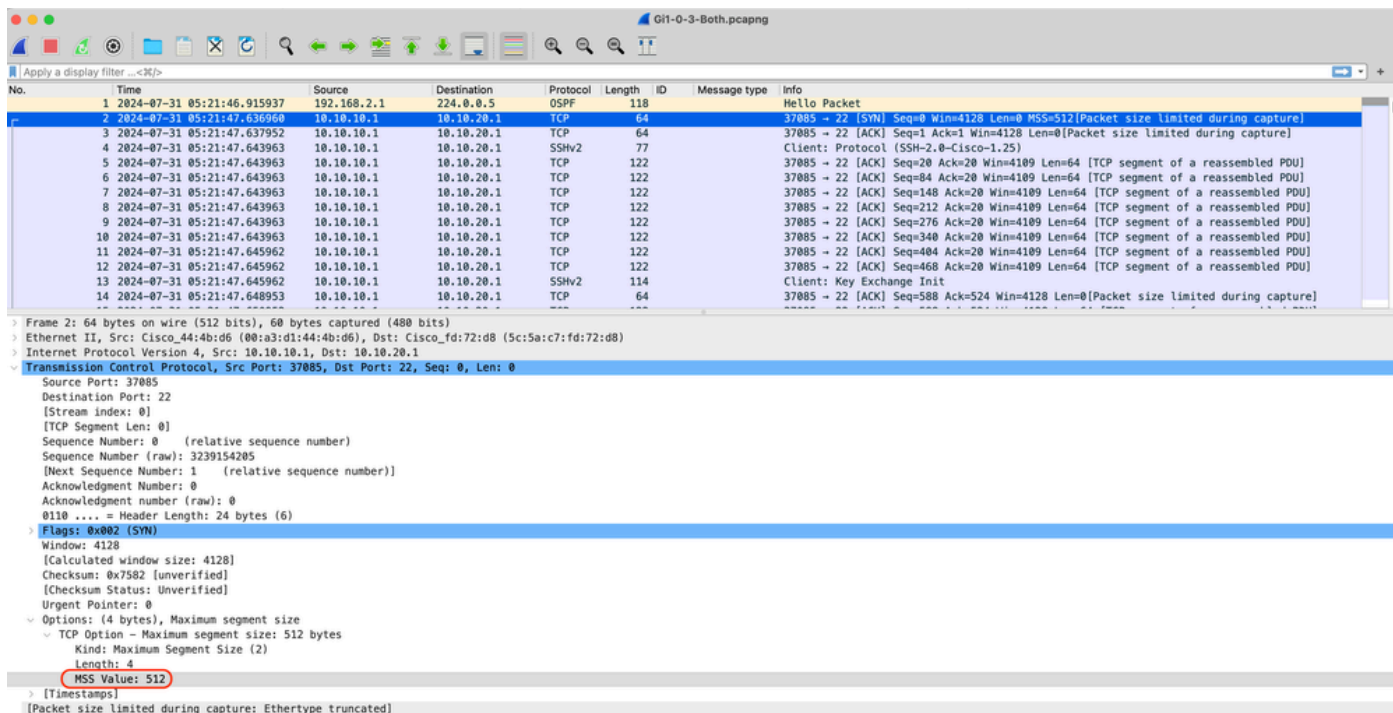 Gi1-0-3-Both.pcapng
Apply a display filter ...<⌘/>
No. Time Source Destination Protocol Length ID Message type Info
1 2024-07-31 05:21:46.915937 192.168.2.1 224.0.0.5 OSPF 118 Hello Packet
2 2024-07-31 05:21:47.636960 10.10.10.1 10.10.20.1 TCP 64 37085 → 22 [SYN] Seq=0 Win=4128 Len=0 MSS=512[Packet size limited during capture]
3 2024-07-31 05:21:47.637952 10.10.10.1 10.10.20.1 TCP 64 37085 → 22 [ACK] Seq=1 Ack=1 Win=4128 Len=0[Packet size limited during capture]
4 2024-07-31 05:21:47.643963 10.10.10.1 10.10.20.1 SSHv2 77 Client: Protocol (SSH-2.0-Cisco-1.25)
5 2024-07-31 05:21:47.643963 10.10.10.1 10.10.20.1 TCP 122 37085 → 22 [ACK] Seq=20 Ack=20 Win=4109 Len=64 [TCP segment of a reassembled PDU]
6 2024-07-31 05:21:47.643963 10.10.10.1 10.10.20.1 TCP 122 37085 → 22 [ACK] Seq=84 Ack=20 Win=4109 Len=64 [TCP segment of a reassembled PDU]
7 2024-07-31 05:21:47.643963 10.10.10.1 10.10.20.1 TCP 122 37085 → 22 [ACK] Seq=148 Ack=20 Win=4109 Len=64 [TCP segment of a reassembled PDU]
8 2024-07-31 05:21:47.643963 10.10.10.1 10.10.20.1 TCP 122 37085 → 22 [ACK] Seq=212 Ack=20 Win=4109 Len=64 [TCP segment of a reassembled PDU]
9 2024-07-31 05:21:47.643963 10.10.10.1 10.10.20.1 TCP 122 37085 → 22 [ACK] Seq=276 Ack=20 Win=4109 Len=64 [TCP segment of a reassembled PDU]
10 2024-07-31 05:21:47.643963 10.10.10.1 10.10.20.1 TCP 122 37085 → 22 [ACK] Seq=340 Ack=20 Win=4109 Len=64 [TCP segment of a reassembled PDU]
11 2024-07-31 05:21:47.645962 10.10.10.1 10.10.20.1 TCP 122 37085 → 22 [ACK] Seq=404 Ack=20 Win=4109 Len=64 [TCP segment of a reassembled PDU]
12 2024-07-31 05:21:47.645962 10.10.10.1 10.10.20.1 TCP 122 37085 → 22 [ACK] Seq=468 Ack=20 Win=4109 Len=64 [TCP segment of a reassembled PDU]
13 2024-07-31 05:21:47.645962 10.10.10.1 10.10.20.1 SSHv2 114 Client: Key Exchange Init
14 2024-07-31 05:21:47.648953 10.10.10.1 10.10.20.1 TCP 64 37085 → 22 [ACK] Seq=588 Ack=524 Win=4128 Len=0[Packet size limited during capture]
Frame 2: 64 bytes on wire (512 bits), 60 bytes captured (480 bits)
Ethernet II, Src: Cisco_44:4b:d6 (00:a3:d1:44:4b:d6), Dst: Cisco_fd:72:d8 (5c:5a:c7:fd:72:d8)
Internet Protocol Version 4, Src: 10.10.10.1, Dst: 10.10.20.1
Transmission Control Protocol, Src Port: 37085, Dst Port: 22, Seq: 0, Len: 0
Source Port: 37085
Destination Port: 22
[Stream index: 0]
[TCP Segment Len: 0]
Sequence Number: 0 (relative sequence number)
Sequence Number (raw): 3239154205
[Next Sequence Number: 1 (relative sequence number)]
Acknowledgment Number: 0
Acknowledgment number (raw): 0
0110 .... = Header Length: 24 bytes (6)
Flags: 0x002 (SYN)
Window: 4128
[Calculated window size: 4128]
Checksum: 0x7582 [unverified]
[Checksum Status: Unverified]
Urgent Pointer: 0
Options: (4 bytes), Maximum segment size
TCP Option - Maximum segment size: 512 bytes
Kind: Maximum Segment Size (2)
Length: 4
MSS Value: 512
[Timestamps]
[Packet size limited during capture: Ethertype truncated]